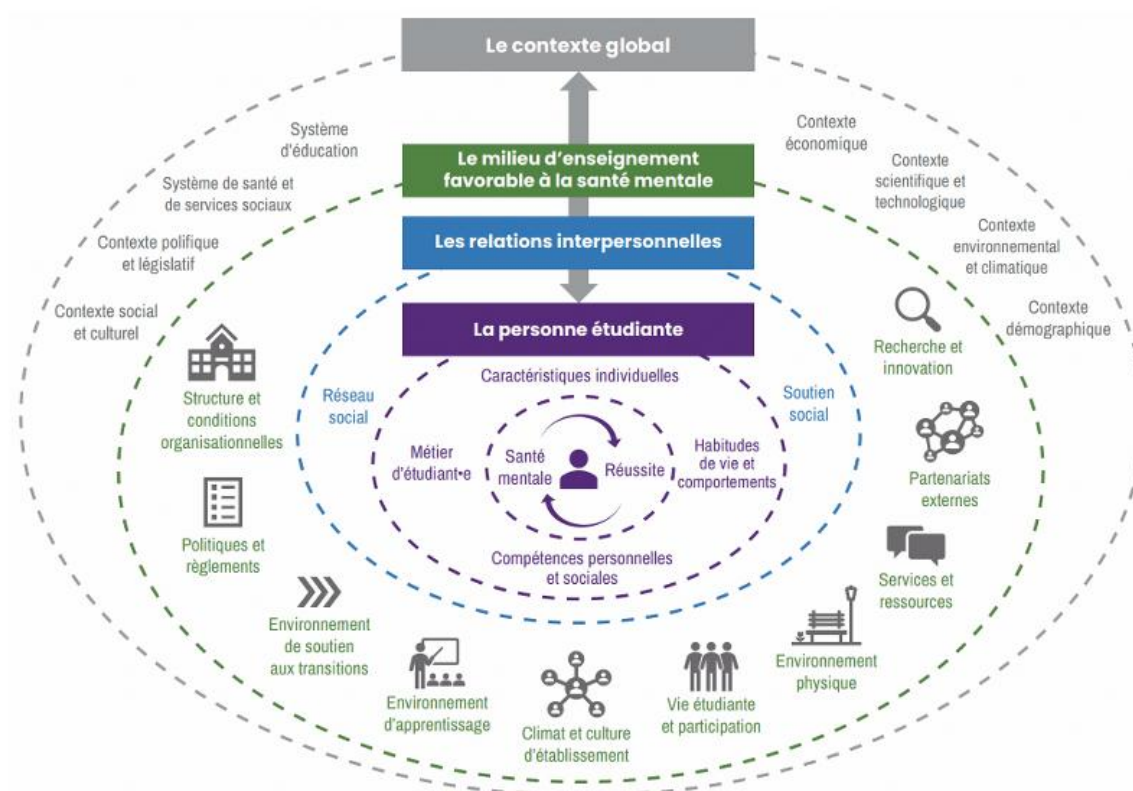 Le contexte global
Système
d'éducation
Contexte
économique
Le milieu d'enseignement
favorable à la santé mentale
Système de santé et
de services sociaux
Contexte
scientifique et
technologique
Les relations interpersonnelles
Contexte polifique
et législatif
Contexte
environnemental
et climatique
Contexte social
et culturel
Contexte
démographique
La personne étudiante
Recherche et
innovation
Caractéristiques individuelles
Structure et
conditions
organisationnelles
Réseau
social
Soutien
social
Métier
d'étudiant•e
Santé
mentale
Réussite
Habitudes
de vie et
comportements
Partenariats
externes
Politiques et
règlements
Compétences personnelles
et sociales
Services et
ressources
Environnement
de soutien
aux transitions
Environnement
physique
Environnement
d'apprentissage
Climat et culture
d'établissement
Vie étudiante
et participation